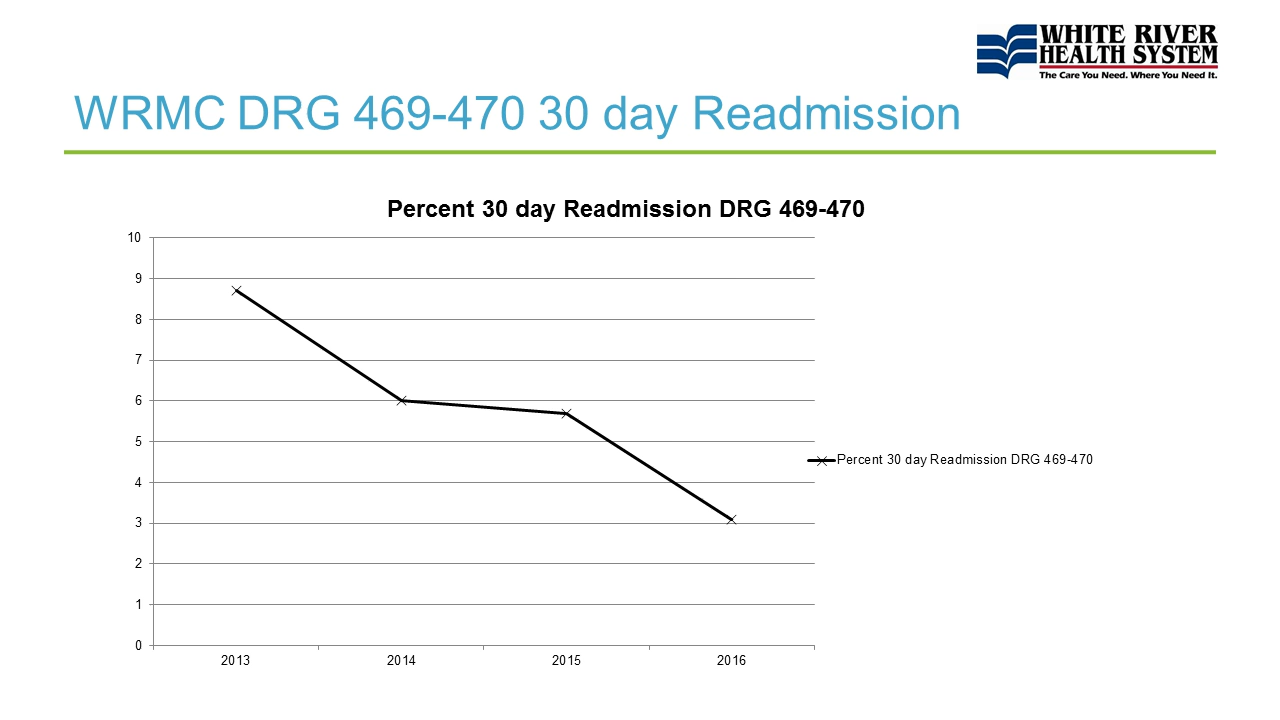 WHITE RIVER
HEALTH SYSTEM
The Care You Need. Where You Need It.
WRMC DRG 469-470 30 day Readmission
Percent 30 day Readmission DRG 469-470
10
9
8
7
6
5
4
3
2
1
0
2013 2014 2015 2016
Percent 30 day Readmission DRG 469-470